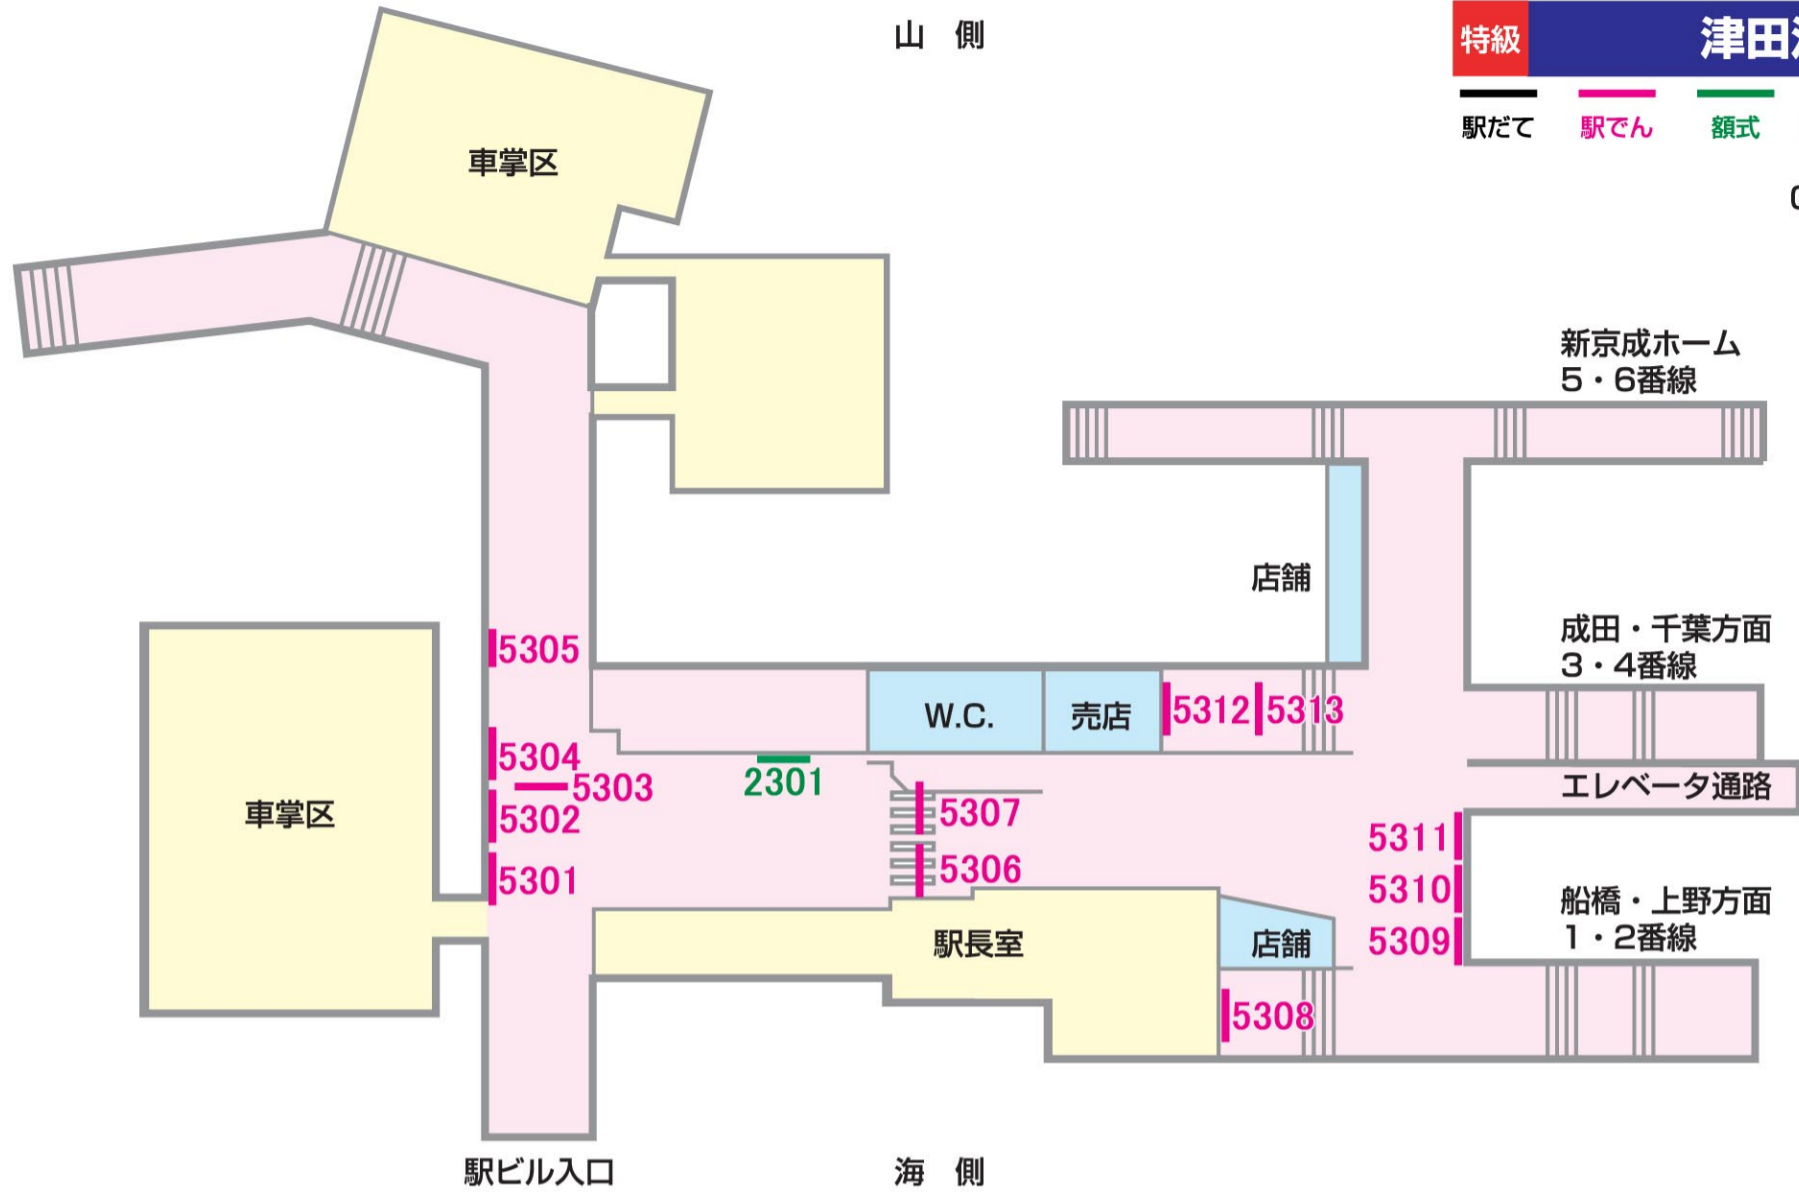 山 側
特級
津田
駅だて 駅でん 額式
車掌区
新京成ホーム
5・6番線
店舗
成田・千葉方面
3・4番線
5305
W.C.
売店
5312
5313
5304
5303
2301
エレベータ通路
5302
5307
5311
車掌区
5301
5306
5310
船橋・上野方面
1・2番線
駅長室
店舗
5309
5308
駅ビル入口
海 側